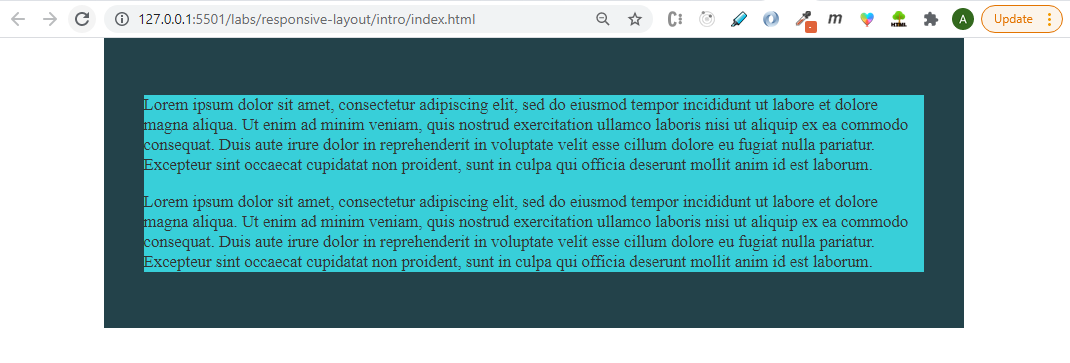 127.0.0.1:5501/labs/responsive-layout/intro/index.html
m
HTML
A
Update
Lorem ipsum dolor sit amet, consectetur adipiscing elit, sed do eiusmod tempor incididunt ut labore et dolore
magna aliqua. Ut enim ad minim veniam, quis nostrud exercitation ullamco laboris nisi ut aliquip ex ea commodo
consequat. Duis aute irure dolor in reprehenderit in voluptate velit esse cillum dolore eu fugiat nulla pariatur.
Excepteur sint occaecat cupidatat non proident, sunt in culpa qui officia deserunt mollit anim id est laborum.
Lorem ipsum dolor sit amet, consectetur adipiscing elit, sed do eiusmod tempor incididunt ut labore et dolore
magna aliqua. Ut enim ad minim veniam, quis nostrud exercitation ullamco laboris nisi ut aliquip ex ea commodo
consequat. Duis aute irure dolor in reprehenderit in voluptate velit esse cillum dolore eu fugiat nulla pariatur.
Excepteur sint occaecat cupidatat non proident, sunt in culpa qui officia deserunt mollit anim id est laborum.